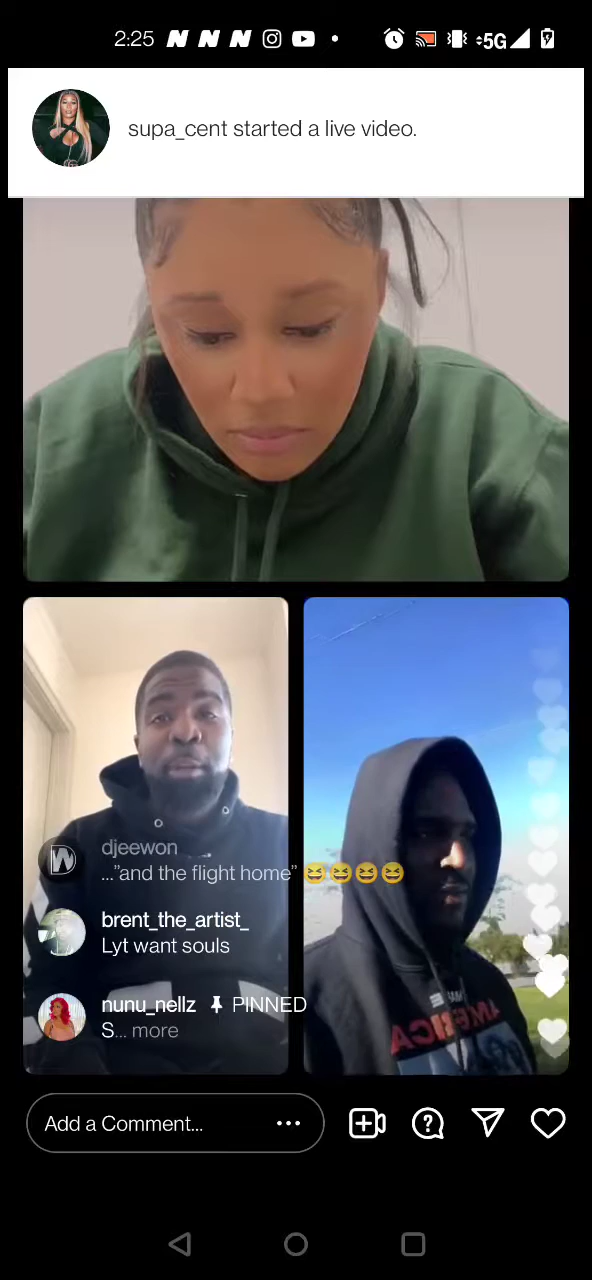 2:25
5G
supa_cent started a live video.
djeewon
..."and the flight home" 😆😆😆😆
brent_the_artist_
Lyt want souls
nunu_nellz PINNED
S... more
Add a Comment...